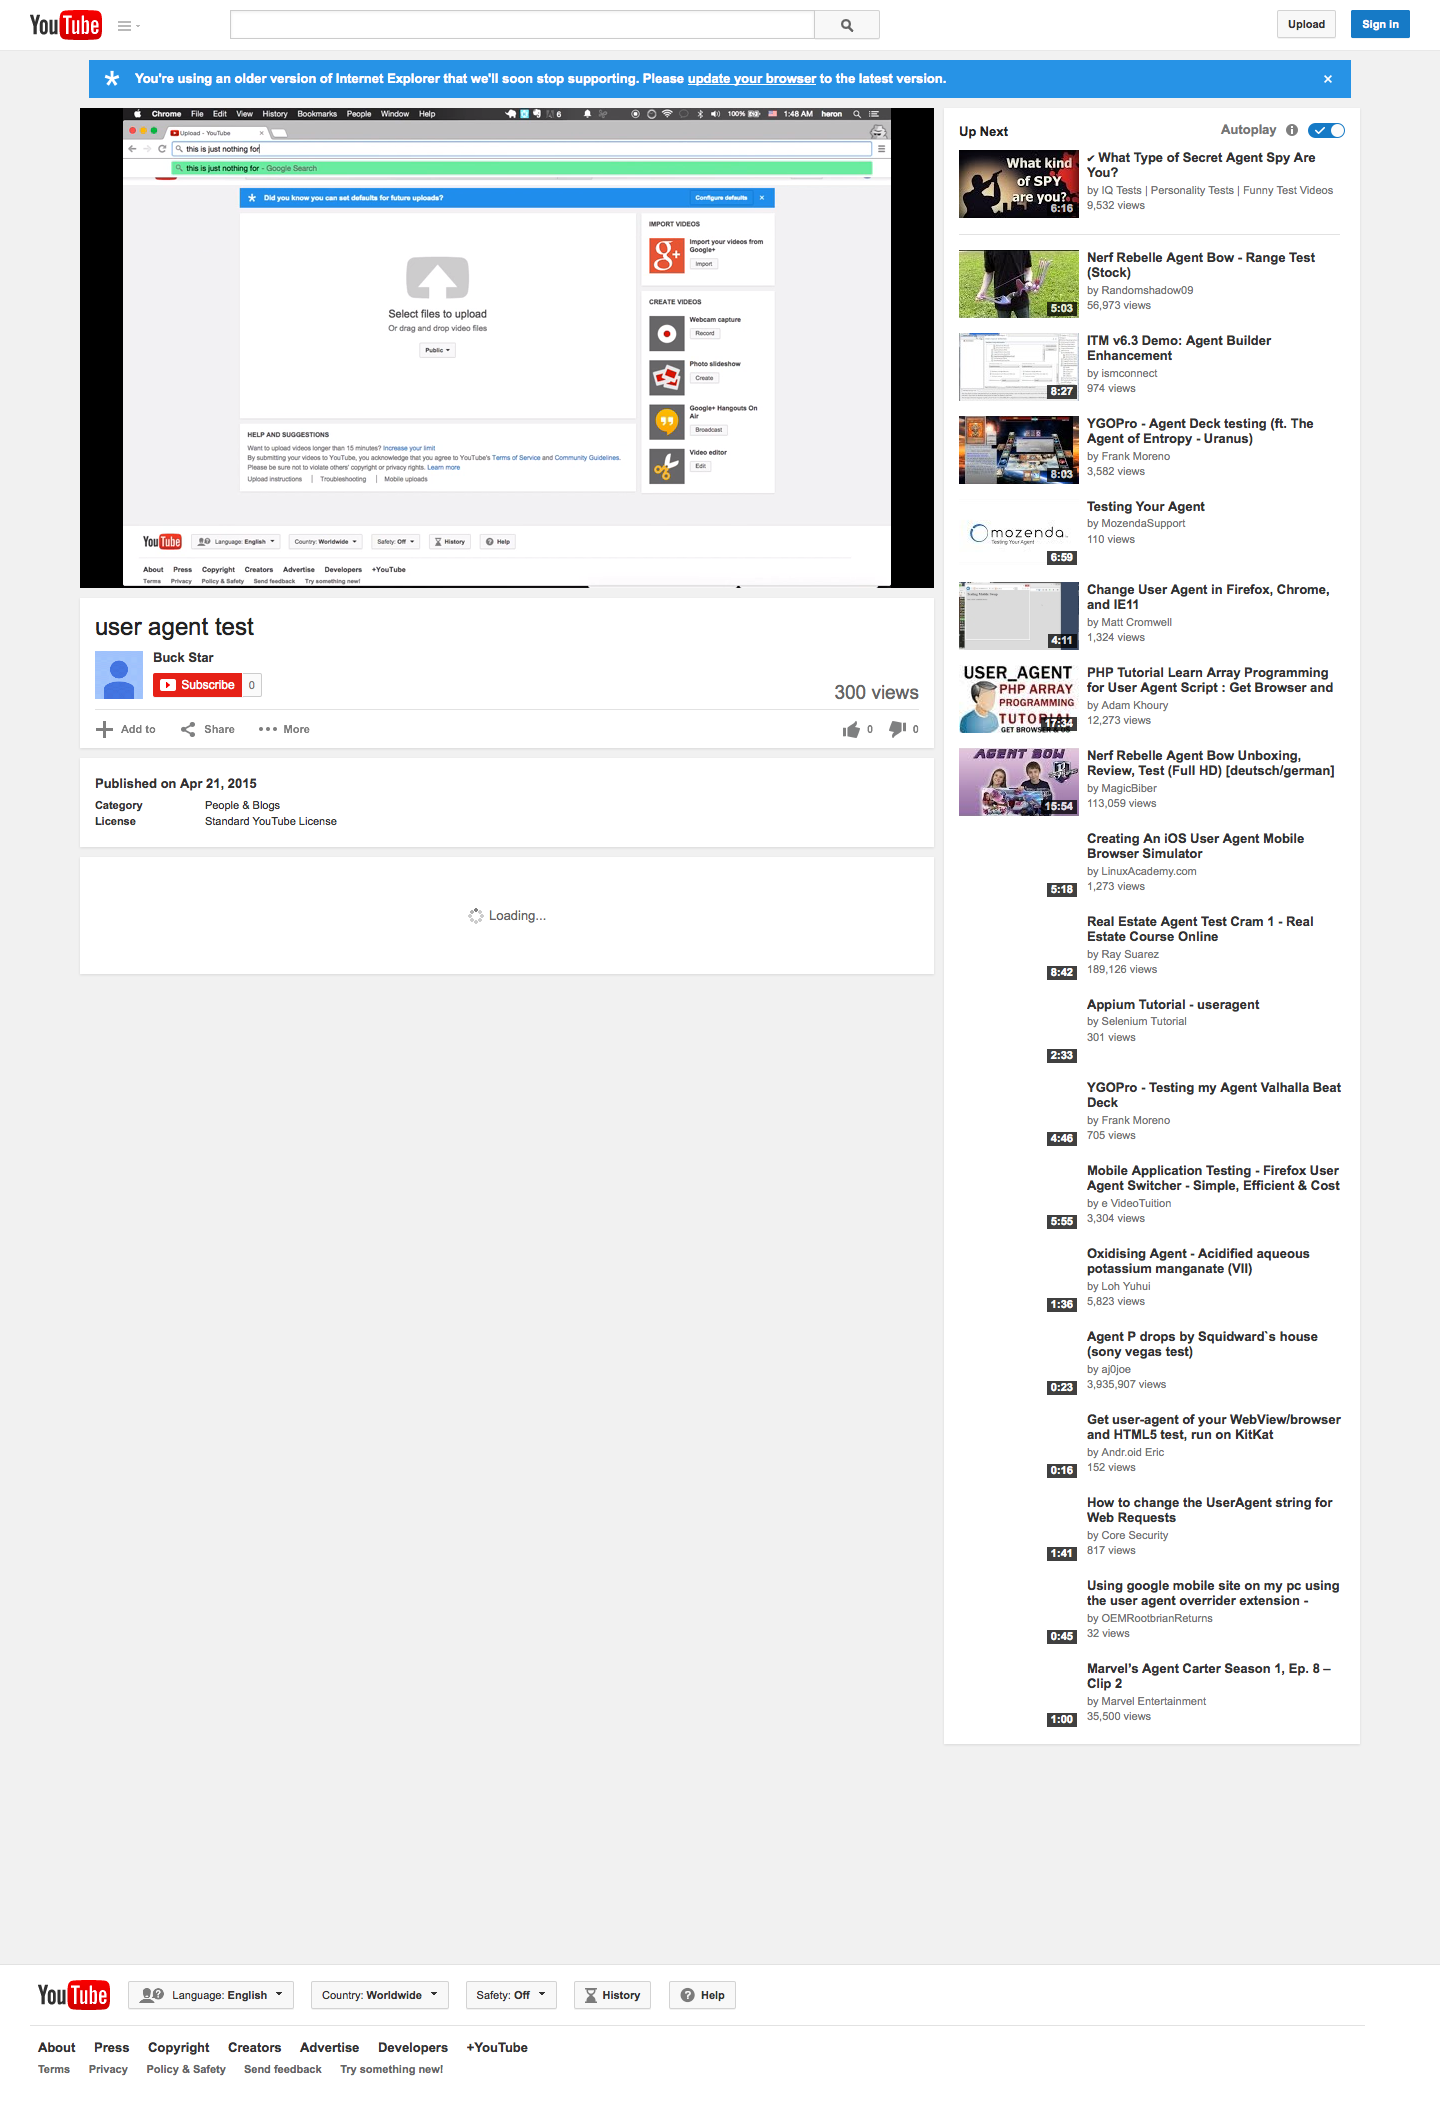 YouTube
Upload
Sign in
You're using an older version of Internet Explorer that we'll soon stop supporting. Please update your browser to the latest version.
Chrome File Edit View History Bookmarks People Window Help
6
100%
1:48 AM heron
Upload - YouTube
this is just nothing for
this is just nothing for - Google Search
Did you know you can set defaults for future uploads?
Configure defaults
Select files to upload
Or drag and drop video files
Public
IMPORT VIDEOS
Import your videos from
Google+
Import
CREATE VIDEOS
Webcam capture
Record
Photo slideshow
Create
Google+ Hangouts On
Air
Broadcast
Video editor
Edit
HELP AND SUGGESTIONS
Want to upload videos longer than 15 minutes? Increase your limit
By submitting your videos to YouTube, you acknowledge that you agree to YouTube's Terms of Service and Community Guidelines.
Please be sure not to violate others' copyright or privacy rights. Learn more
Upload instructions Troubleshooting Mobile uploads
YouTube
Language: English
Country: Worldwide
Safety: Off
History
Help
About Press Copyright Creators Advertise Developers +YouTube
Terms Privacy Policy & Safety Send feedback Try something new!
user agent test
Buck Star
Subscribe
0
300 views
Add to
Share
More
0
0
Published on Apr 21, 2015
Category People & Blogs
License Standard YouTube License
Loading...
Up Next
Autoplay
What kind
of SPY
are you?
6:16
✔ What Type of Secret Agent Spy Are
You?
by IQ Tests | Personality Tests | Funny Test Videos
9,532 views
5:03
Nerf Rebelle Agent Bow - Range Test
(Stock)
by Randomshadow09
56,973 views
8:27
ITM v6.3 Demo: Agent Builder
Enhancement
by ismconnect
974 views
8:03
YGOPro - Agent Deck testing (ft. The
Agent of Entropy - Uranus)
by Frank Moreno
3,582 views
mozenda
Testing Your Agent
6:59
Testing Your Agent
by MozendaSupport
110 views
4:11
Change User Agent in Firefox, Chrome,
and IE11
by Matt Cromwell
1,324 views
USER_AGENT
PHP ARRAY
PROGRAMMING
TUTORIAL
GET BROWSER & OS
17:34
PHP Tutorial Learn Array Programming
for User Agent Script : Get Browser and
by Adam Khoury
12,273 views
AGENT BOW
15:54
Nerf Rebelle Agent Bow Unboxing,
Review, Test (Full HD) [deutsch/german]
by MagicBiber
113,059 views
5:18
Creating An iOS User Agent Mobile
Browser Simulator
by LinuxAcademy.com
1,273 views
8:42
Real Estate Agent Test Cram 1 - Real
Estate Course Online
by Ray Suarez
189,126 views
2:33
Appium Tutorial - useragent
by Selenium Tutorial
301 views
4:46
YGOPro - Testing my Agent Valhalla Beat
Deck
by Frank Moreno
705 views
5:55
Mobile Application Testing - Firefox User
Agent Switcher - Simple, Efficient & Cost
by e VideoTuition
3,304 views
1:36
Oxidising Agent - Acidified aqueous
potassium manganate (VII)
by Loh Yuhui
5,823 views
0:23
Agent P drops by Squidward`s house
(sony vegas test)
by aj0joe
3,935,907 views
0:16
Get user-agent of your WebView/browser
and HTML5 test, run on KitKat
by Andr.oid Eric
152 views
1:41
How to change the UserAgent string for
Web Requests
by Core Security
817 views
0:45
Using google mobile site on my pc using
the user agent overrider extension -
by OEMRootbrianReturns
32 views
1:00
Marvel's Agent Carter Season 1, Ep. 8 –
Clip 2
by Marvel Entertainment
35,500 views
YouTube
Language: English
Country: Worldwide
Safety: Off
History
Help
About Press Copyright Creators Advertise Developers +YouTube
Terms Privacy Policy & Safety Send feedback Try something new!